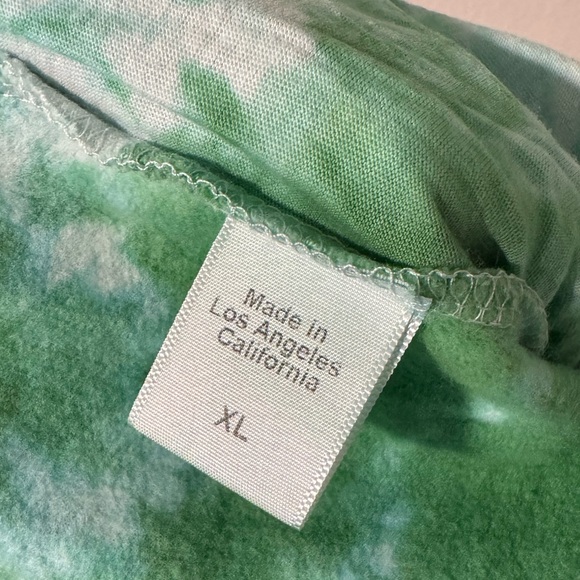 Made in
Los Angeles
California
XL